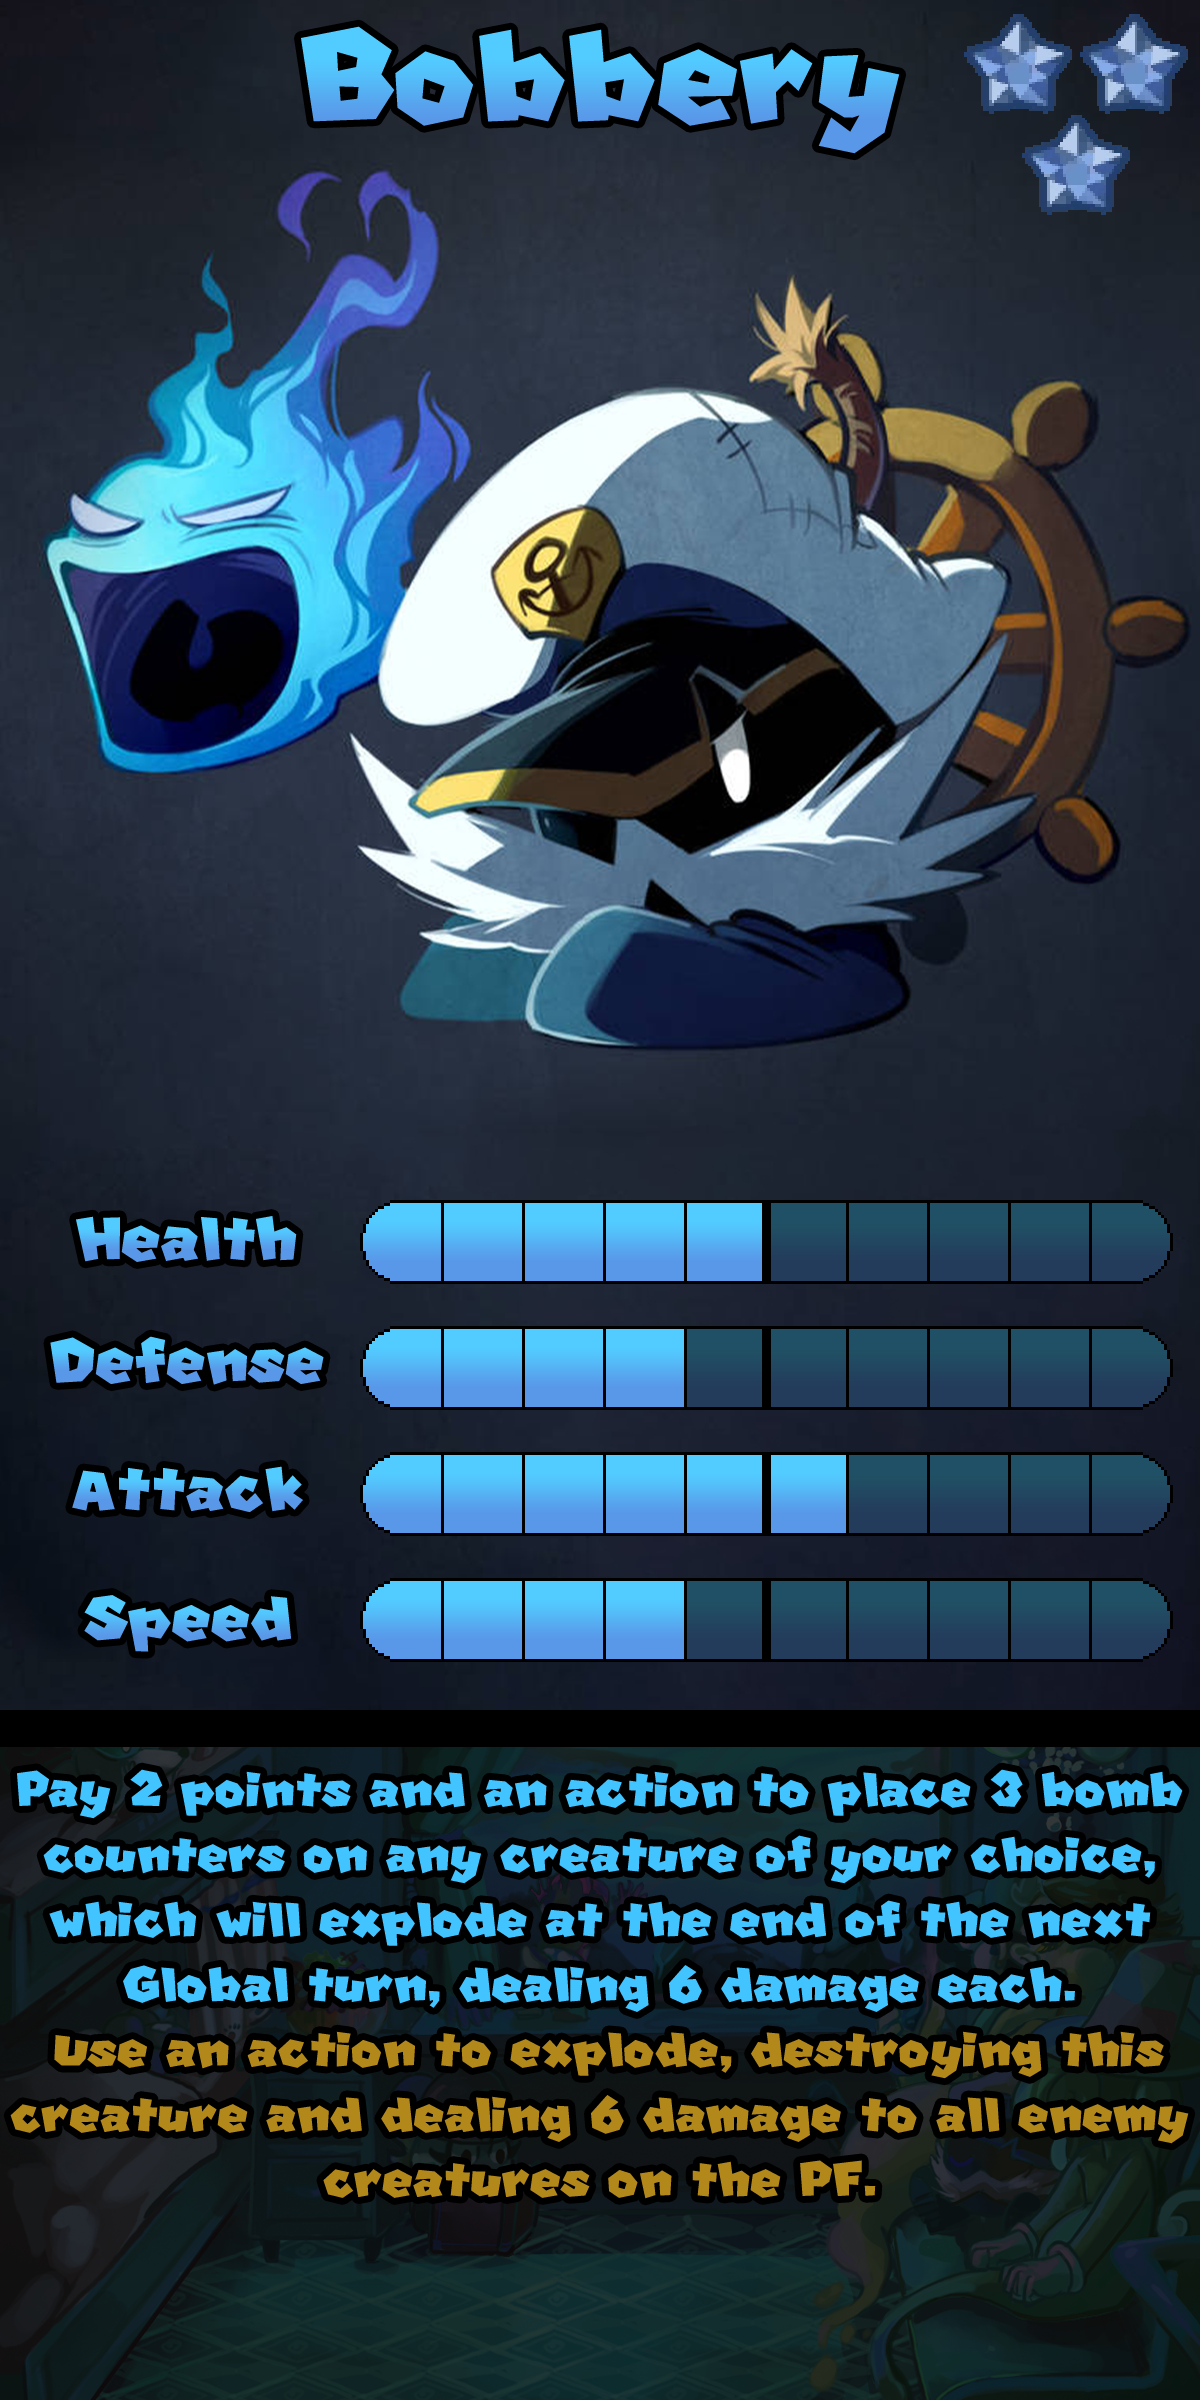 Bobbery
Health
Defense
Attack
Speed
Pay 2 points and an action to place 3 bomb
counters on any creature of your choice,
which will explode at the end of the next
Global turn, dealing 6 damage each.
Use an action to explode, destroying this
creature and dealing 6 damage to all enemy
creatures on the PF.